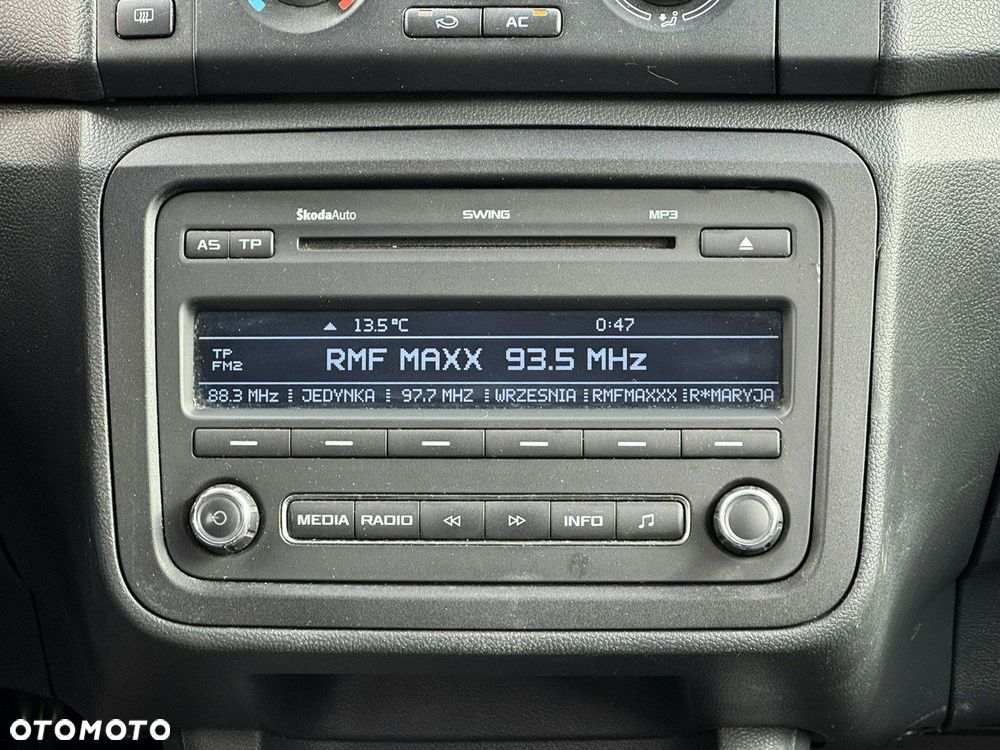 AC
ŠkodaAuto SWING MP3
AS TP
13.5°C 0:47
TP
FM2
RMF MAXX 93.5 MHz
88.3 MHz JEDYNKA 97.7 MHZ WRZESNIA RMFMAXXX R*MARYJA
MEDIA RADIO INFO
OTOMOTO